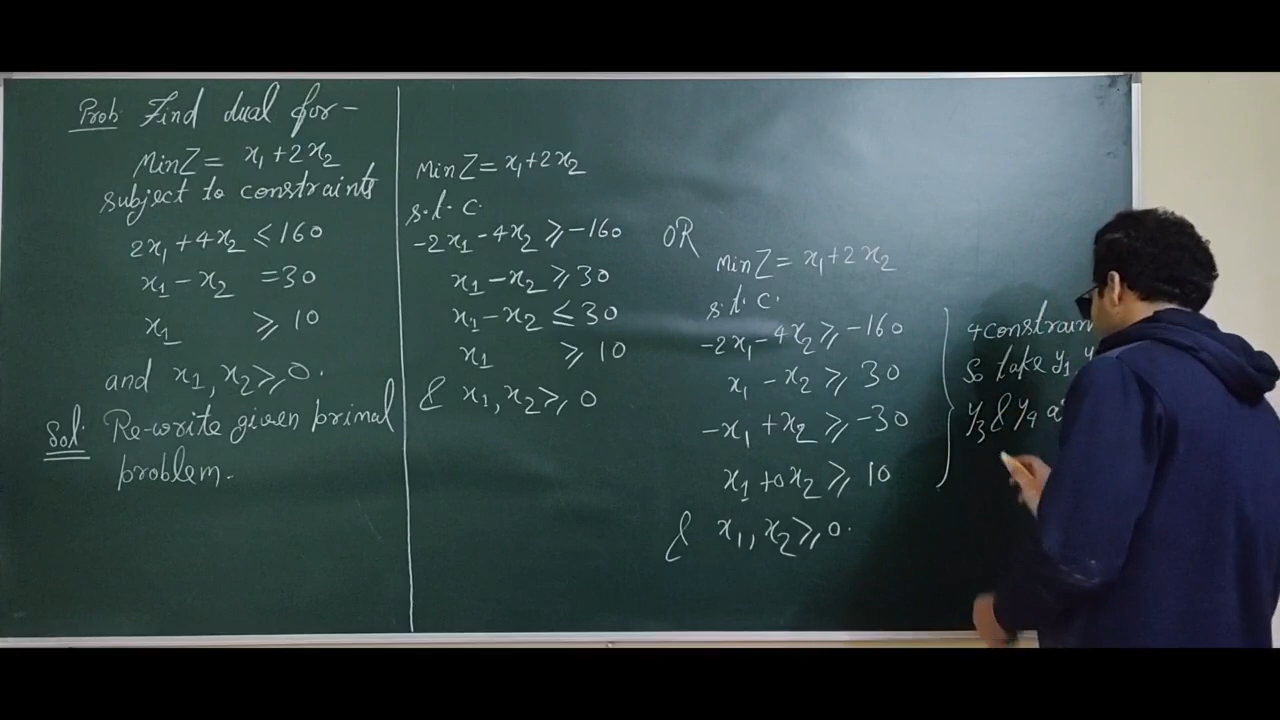 Prob: Find dual for-
Min Z = x₁ + 2x₂
subject to constraints
2x₁ + 4x₂ ≤ 160
x₁ - x₂ = 30
x₁ ≥ 10
and x₁, x₂ ≥ 0.
Sol: Re-write given primal
problem.
Min Z = x₁ + 2x₂
s.t.c.
-2x₁ - 4x₂ ≥ -160
x₁ - x₂ ≥ 30
x₁ - x₂ ≤ 30
x₁ ≥ 10
& x₁, x₂ ≥ 0
OR
Min Z = x₁ + 2x₂
s.t.c.
-2x₁ - 4x₂ ≥ -160
x₁ - x₂ ≥ 30
-x₁ + x₂ ≥ -30
x₁ + 0x₂ ≥ 10
& x₁, x₂ ≥ 0.
4 constrain
So take y₁
y₃ & y₄